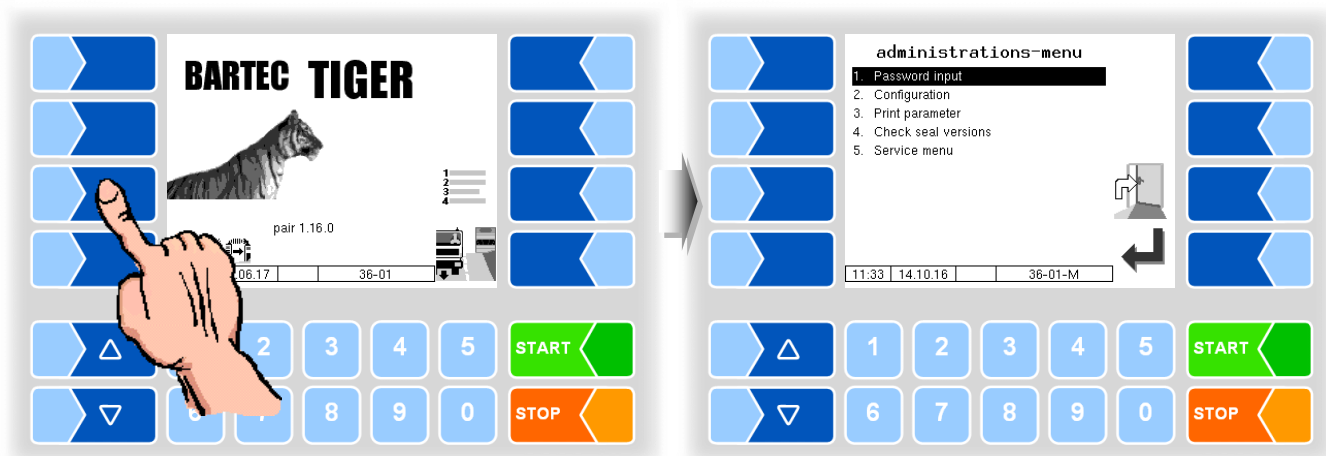 BARTEC TIGER
1
2
3
4
pair 1.16.0
06.17 36-01
2 3 4 5 START
8 9 0 STOP
administrations-menu
1. Password input
2. Configuration
3. Print parameter
4. Check seal versions
5. Service menu
11:33 14.10.16 36-01-M
1 2 3 4 5 START
6 7 8 9 0 STOP